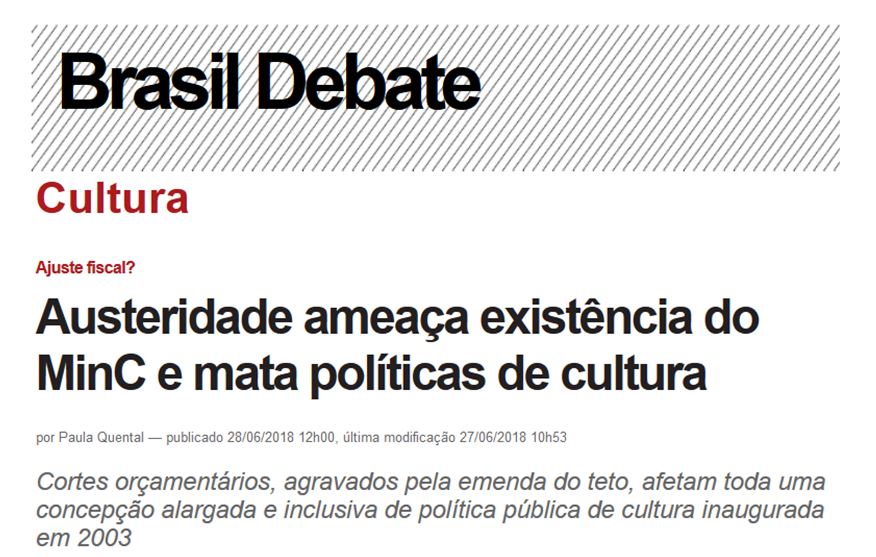 Brasil Debate
Cultura
Ajuste fiscal?
Austeridade ameaça existência do
MinC e mata políticas de cultura
por Paula Quental — publicado 28/06/2018 12h00, última modificação 27/06/2018 10h53
Cortes orçamentários, agravados pela emenda do teto, afetam toda uma
concepção alargada e inclusiva de política pública de cultura inaugurada
em 2003